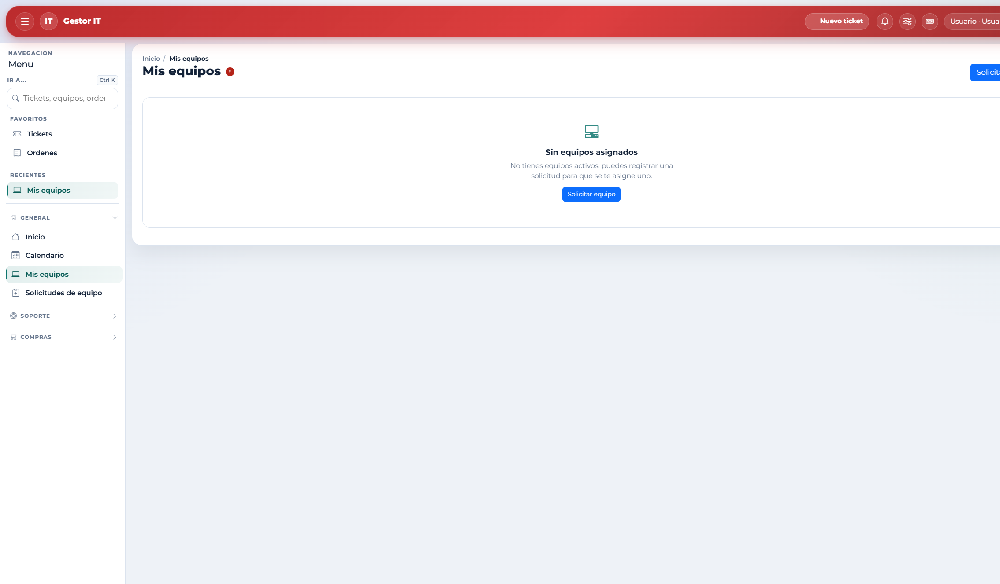 IT Gestor IT
Nuevo ticket
Usuario · Usua
NAVEGACION
Menu
IR A...
Ctrl K
Tickets, equipos, order
FAVORITOS
Tickets
Ordenes
RECIENTES
Mis equipos
GENERAL
Inicio
Calendario
Mis equipos
Solicitudes de equipo
SOPORTE
COMPRAS
Inicio / Mis equipos
Mis equipos
Solicita
Sin equipos asignados
No tienes equipos activos; puedes registrar una
solicitud para que se te asigne uno.
Solicitar equipo